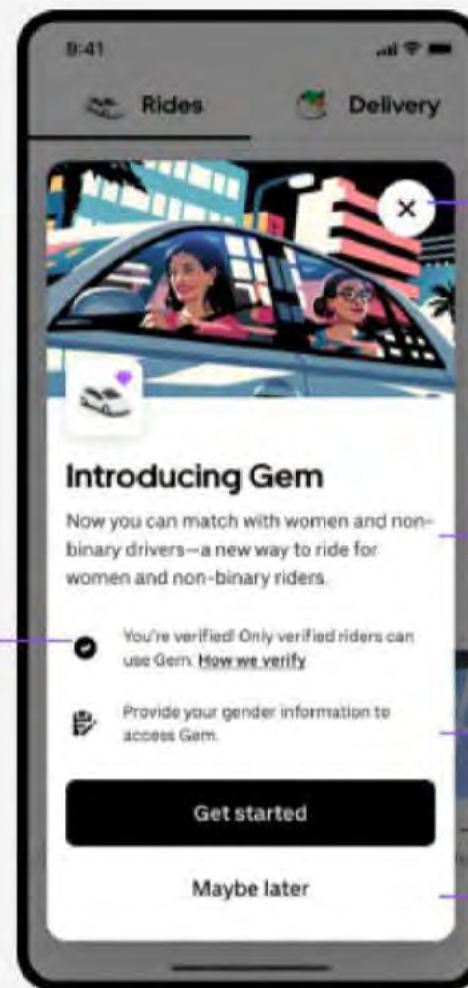 9:41
Rides Delivery
Introducing Gem
Now you can match with women and non-
binary drivers—a new way to ride for
women and non-binary riders.
You're verified! Only verified riders can
use Gem. How we verify
Provide your gender information to
access Gem.
Get started
Maybe later